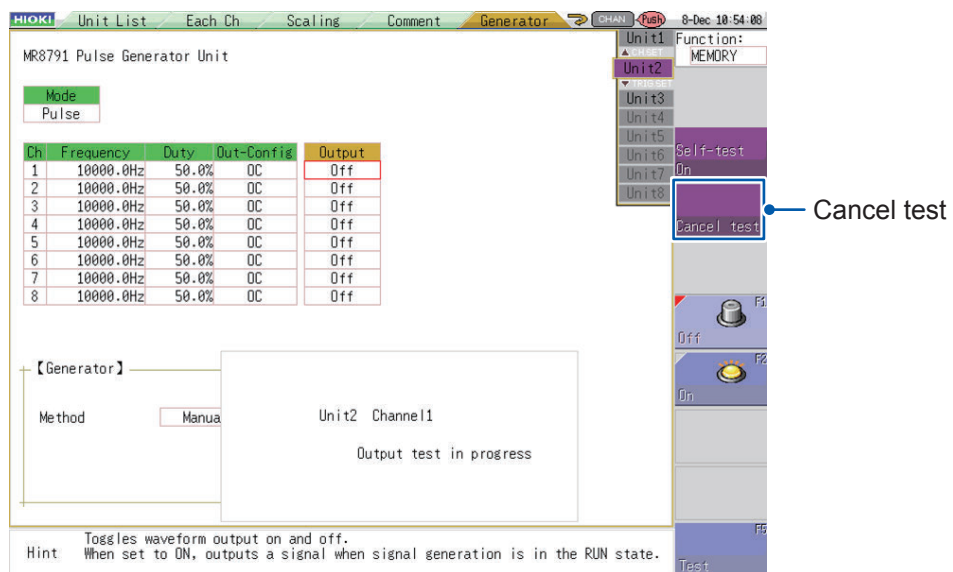 HIOKI Unit List Each Ch Scaling Comment Generator CHAN Push 8-Dec 10:54:08
Unit1 Function:
MR8791 Pulse Generator Unit ▲CH.SET MEMORY
Unit2
▼TRIG.SET
Mode Unit3
Pulse Unit4
Unit5
Ch Frequency Duty Out-Config Output Unit6 Self-test
1 10000.0Hz 50.0% OC Off Unit7 On
2 10000.0Hz 50.0% OC Off Unit8
3 10000.0Hz 50.0% OC Off
4 10000.0Hz 50.0% OC Off Cancel test
5 10000.0Hz 50.0% OC Off
6 10000.0Hz 50.0% OC Off
7 10000.0Hz 50.0% OC Off
8 10000.0Hz 50.0% OC Off
Cancel test
F1
Off
【Generator】 F2
On
Method Manua
Unit2 Channel1
Output test in progress
Hint Toggles waveform output on and off.
When set to ON, outputs a signal when signal generation is in the RUN state.
F5
Test